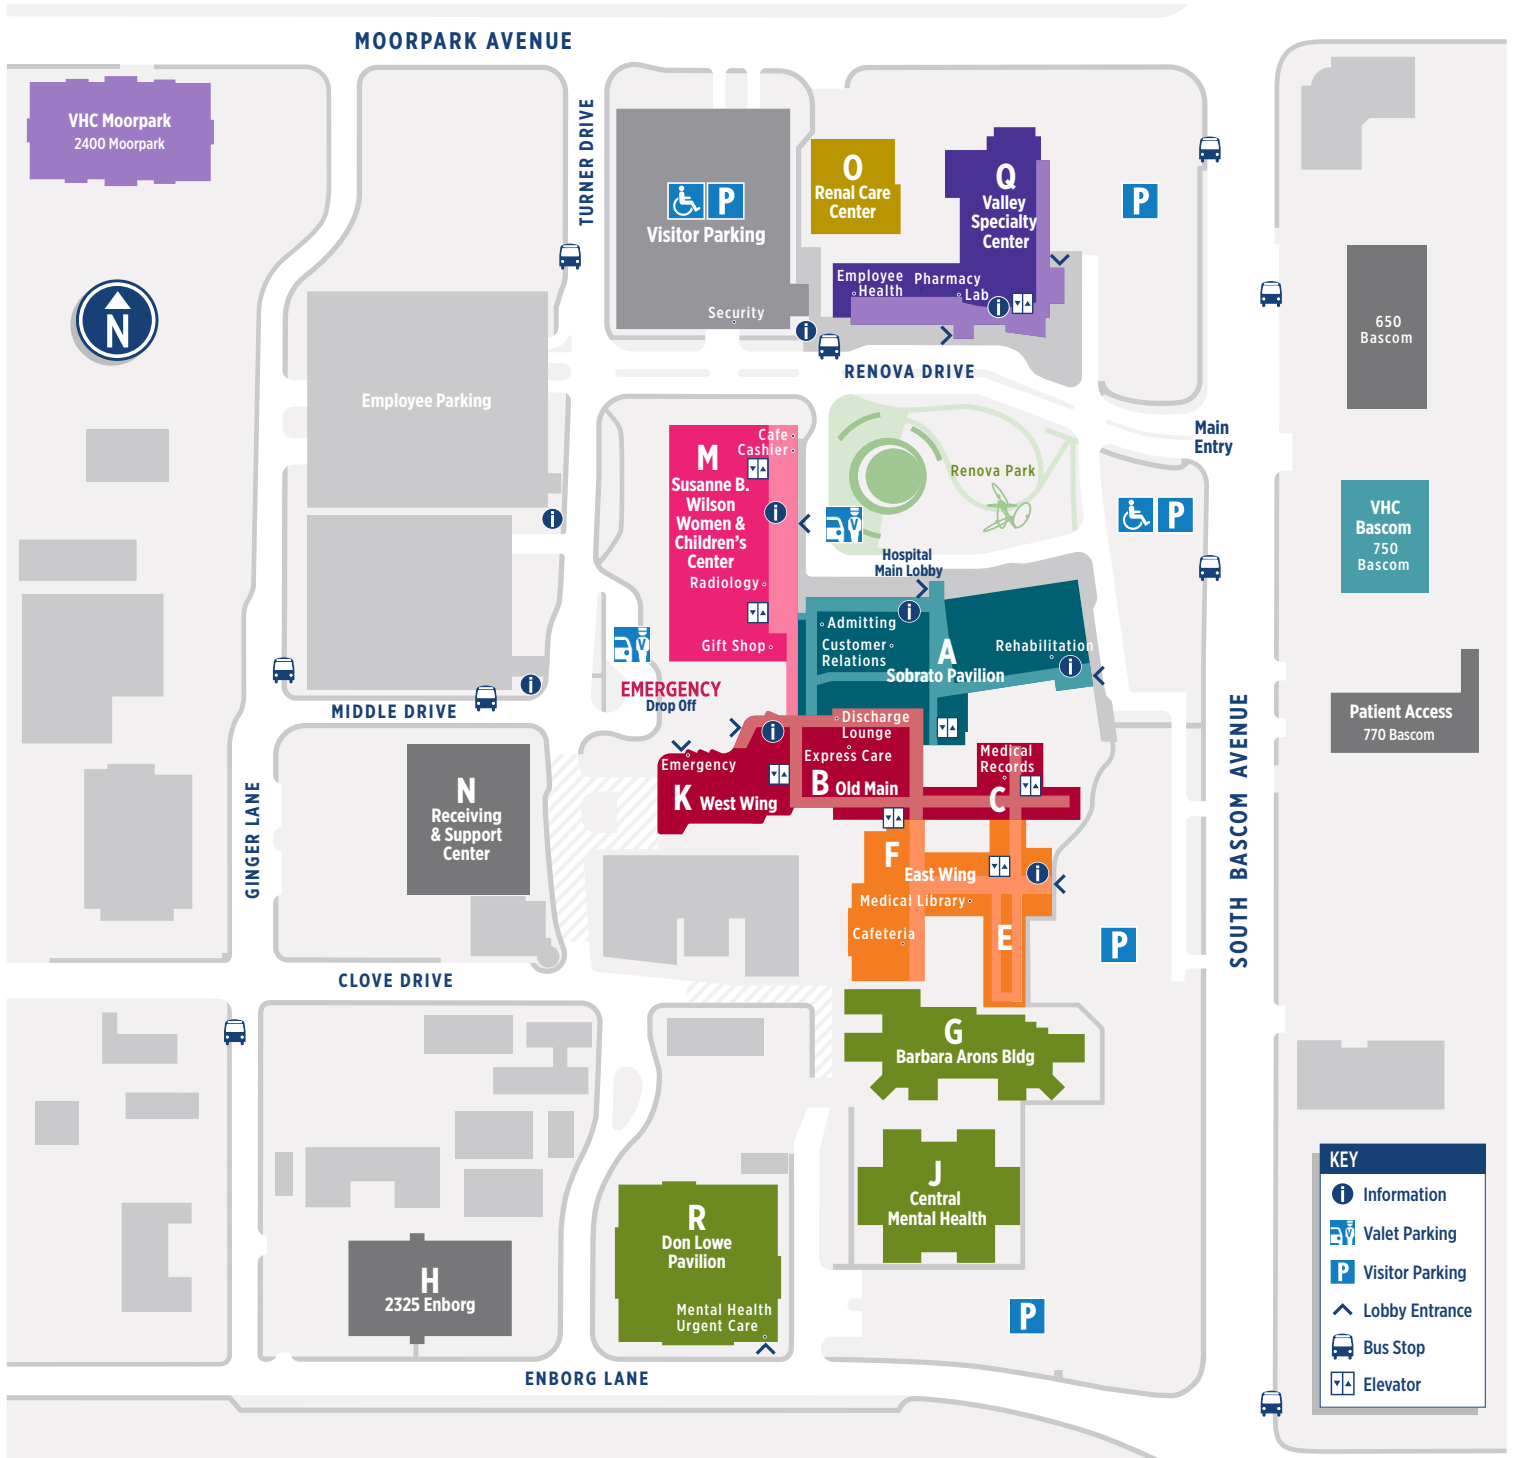 MOORPARK AVENUE
VHC Moorpark
2400 Moorpark
TURNER DRIVE
P
Visitor Parking
Security
i
O
Renal Care
Center
Q
Valley
Specialty
Center
Employee
Health
Pharmacy
Lab
i
P
N
650
Bascom
RENOVA DRIVE
Employee Parking
i
Main
Entry
Cafe
Cashier
M
Susanne B.
Wilson
Women &
Children's
Center
Radiology
Gift Shop
i
V
Renova Park
P
VHC
Bascom
750
Bascom
Hospital
Main Lobby
i
Admitting
Customer
Relations
A
Sobrato Pavilion
Rehabilitation
i
V
EMERGENCY
Drop Off
i
MIDDLE DRIVE
SOUTH BASCOM AVENUE
Patient Access
770 Bascom
Discharge
Lounge
Express Care
B Old Main
i
Emergency
K West Wing
Medical
Records
C
GINGER LANE
N
Receiving
& Support
Center
F
East Wing
i
Medical Library
Cafeteria
E
P
CLOVE DRIVE
G
Barbara Arons Bldg
J
Central
Mental Health
R
Don Lowe
Pavilion
Mental Health
Urgent Care
H
2325 Enborg
P
ENBORG LANE
KEY
i Information
V Valet Parking
P Visitor Parking
Lobby Entrance
Bus Stop
Elevator